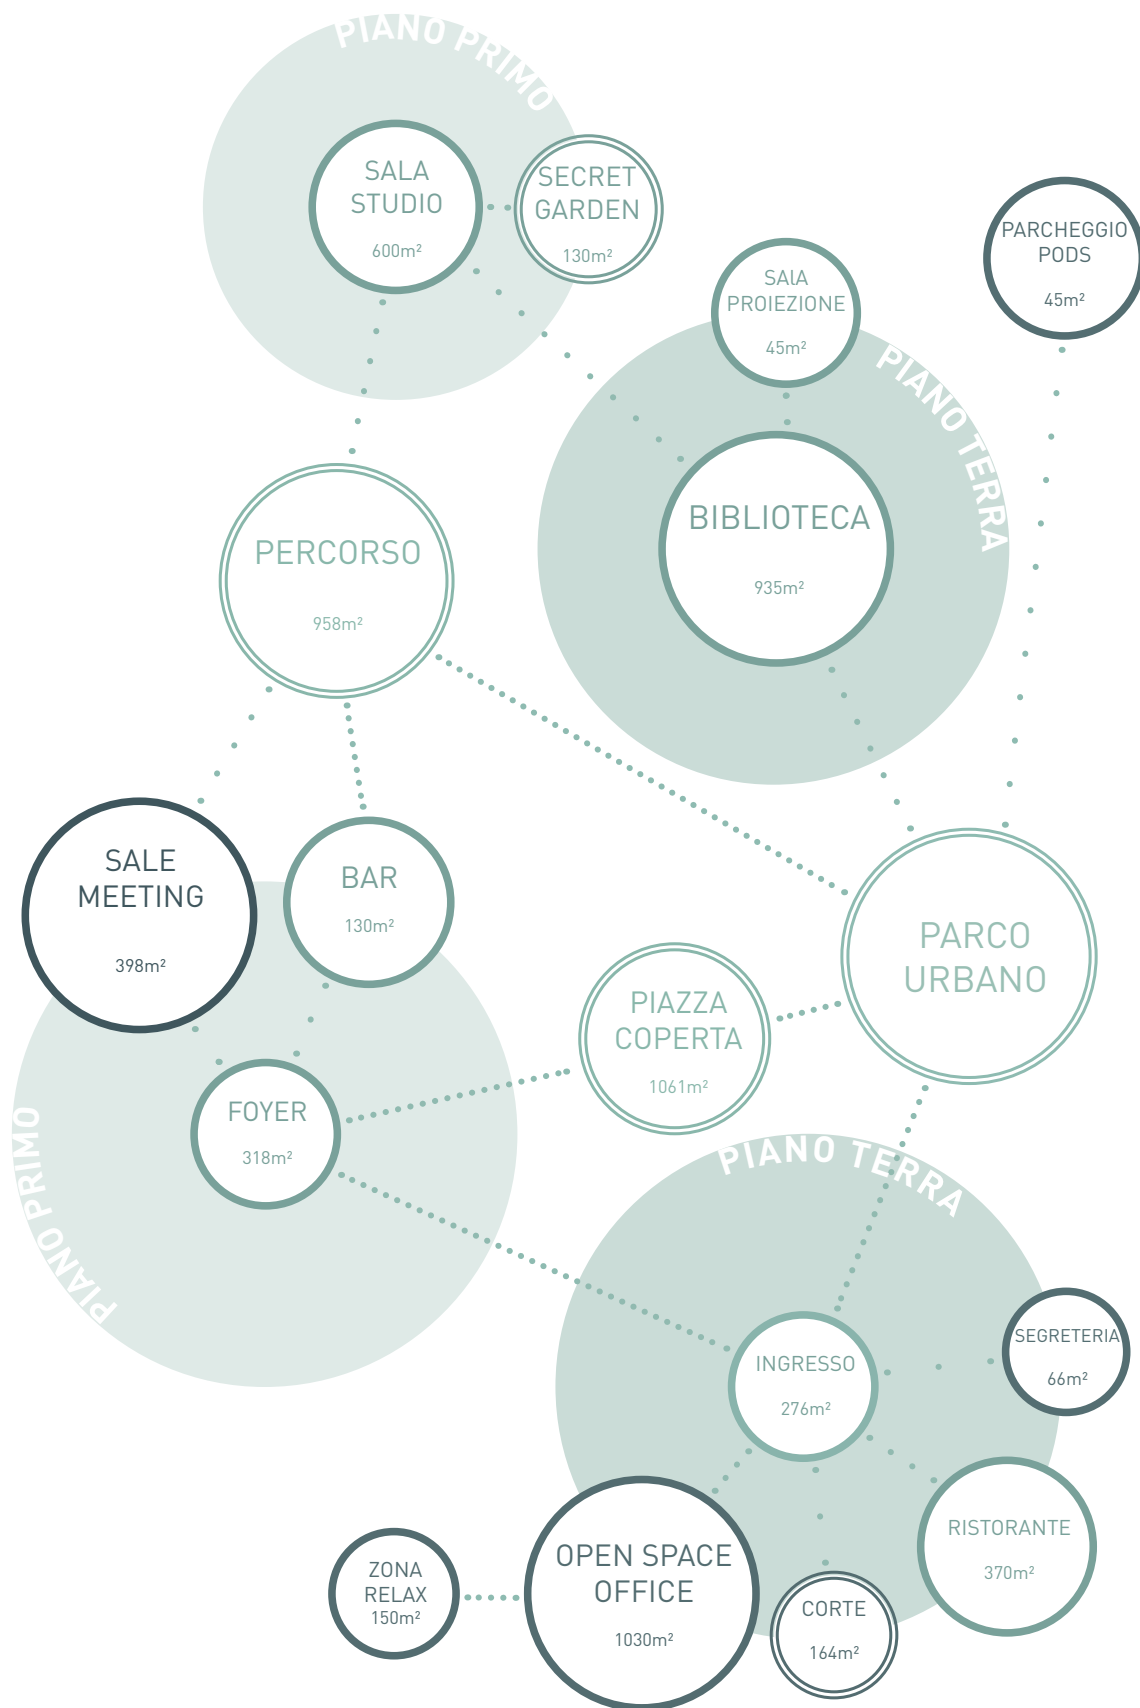 PIANO PRIMO
SALA
STUDIO
600m²
SECRET
GARDEN
130m²
PARCHEGGIO
PODS
45m²
SAlA
PROIEZIONE
45m²
PIANO TERRA
BIBLIOTECA
935m²
PERCORSO
958m²
SALE
MEETING
398m²
BAR
130m²
PARCO
URBANO
PIAZZA
COPERTA
1061m²
FOYER
318m²
PIANO PRIMO
PIANO TERRA
INGRESSO
276m²
SEGRETERIA
66m²
RISTORANTE
370m²
OPEN SPACE
OFFICE
1030m²
ZONA
RELAX
150m²
CORTE
164m²